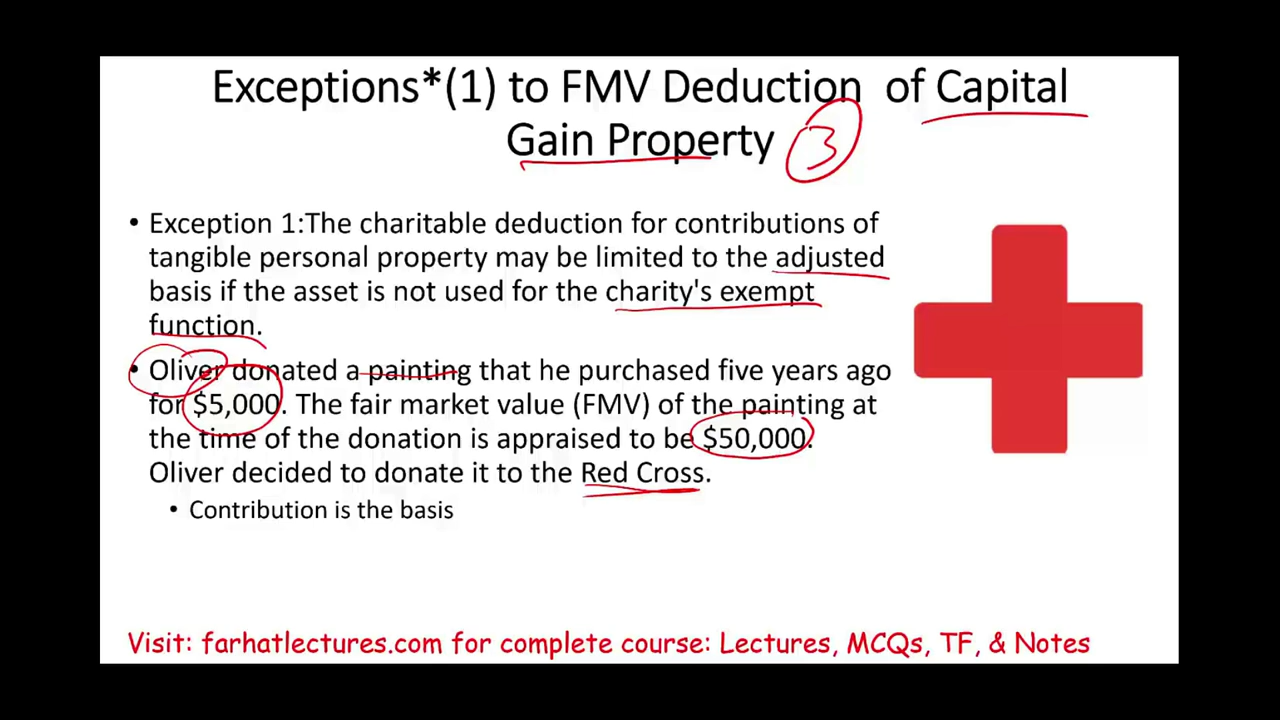 Exceptions*(1) to FMV Deduction of Capital
Gain Property 3
• Exception 1:The charitable deduction for contributions of
tangible personal property may be limited to the adjusted
basis if the asset is not used for the charity's exempt
function.
• Oliver donated a painting that he purchased five years ago
for $5,000. The fair market value (FMV) of the painting at
the time of the donation is appraised to be $50,000.
Oliver decided to donate it to the Red Cross.
• Contribution is the basis
Visit: farhatlectures.com for complete course: Lectures, MCQs, TF, & Notes